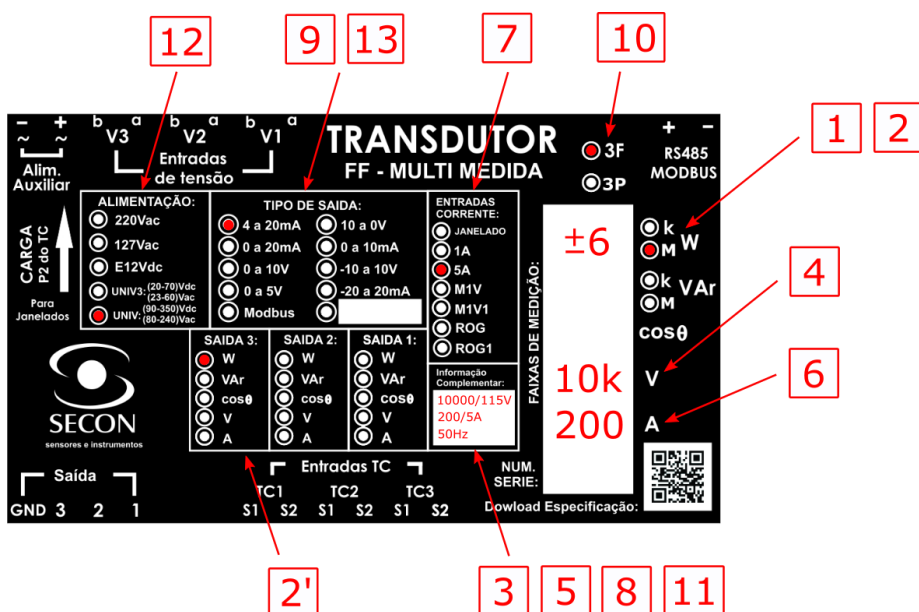 12
9 13
7
10
1 2
4
6
2'
3 5 8 11
− +
~ ~
Alim.
Auxiliar
b a b a b a
V3 V2 V1
Entradas
de tensão
TRANSDUTOR
FF - MULTI MEDIDA
3F
3P
+ −
RS485
MODBUS
CARGA
P2 do TC
Para
Janelados
ALIMENTAÇÃO:
220Vac
127Vac
E12Vdc
UNIV3: (20-70)Vdc
(23-60)Vac
UNIV: (90-350)Vdc
(80-240)Vac
TIPO DE SAIDA:
4 a 20mA
0 a 20mA
0 a 10V
0 a 5V
Modbus
10 a 0V
0 a 10mA
-10 a 10V
-20 a 20mA
ENTRADAS
CORRENTE:
JANELADO
1A
5A
M1V
M1V1
ROG
ROG1
FAIXAS DE MEDIÇÃO:
±6
10k
200
k
M
W
k
M
VAr
cosθ
V
A
SAIDA 3:
W
VAr
cosθ
V
A
SAIDA 2:
W
VAr
cosθ
V
A
SAIDA 1:
W
VAr
cosθ
V
A
Informação
Complementar:
10000/115V
200/5A
50Hz
SECON
sensores e instrumentos
Saída
GND 3 2 1
Entradas TC
TC1 TC2 TC3
S1 S2 S1 S2 S1 S2
NUM.
SERIE:
Dowload Especificação: